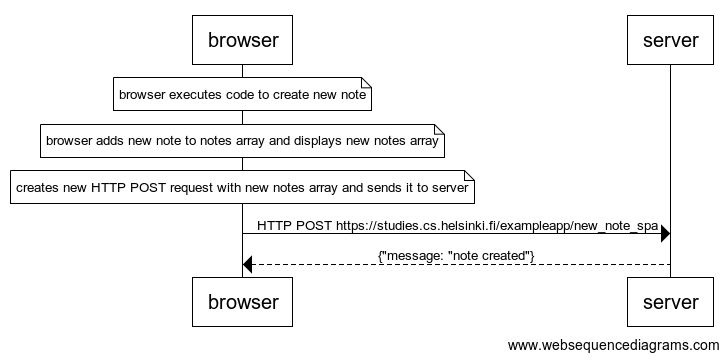 browser
server
browser executes code to create new note
browser adds new note to notes array and displays new notes array
creates new HTTP POST request with new notes array and sends it to server
HTTP POST https://studies.cs.helsinki.fi/exampleapp/new_note_spa
{"message: "note created"}
browser
server
www.websequencediagrams.com